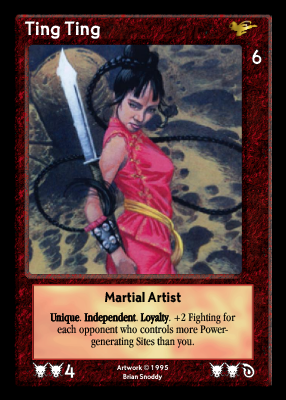 Ting Ting
6
Martial Artist
Unique. Independent. Loyalty. +2 Fighting for
each opponent who controls more Power-
generating Sites than you.
4
Artwork © 1995
Brian Snoddy